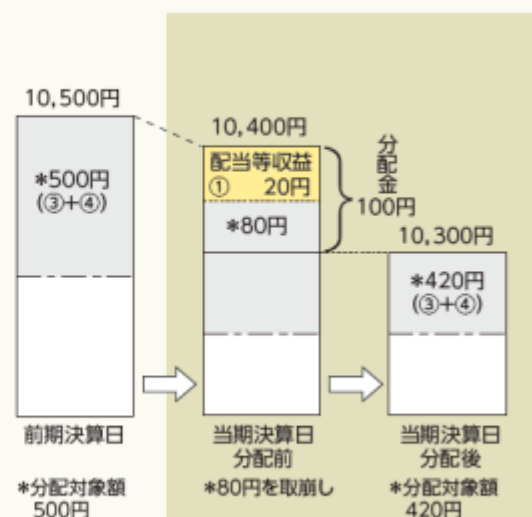 10,500円
*500円
(③+④)
前期決算日
*分配対象額
500円
10,400円
配当等収益
① 20円
*80円
分配金
100円
当期決算日
分配前
*80円を取崩し
10,300円
*420円
(③+④)
当期決算日
分配後
*分配対象額
420円